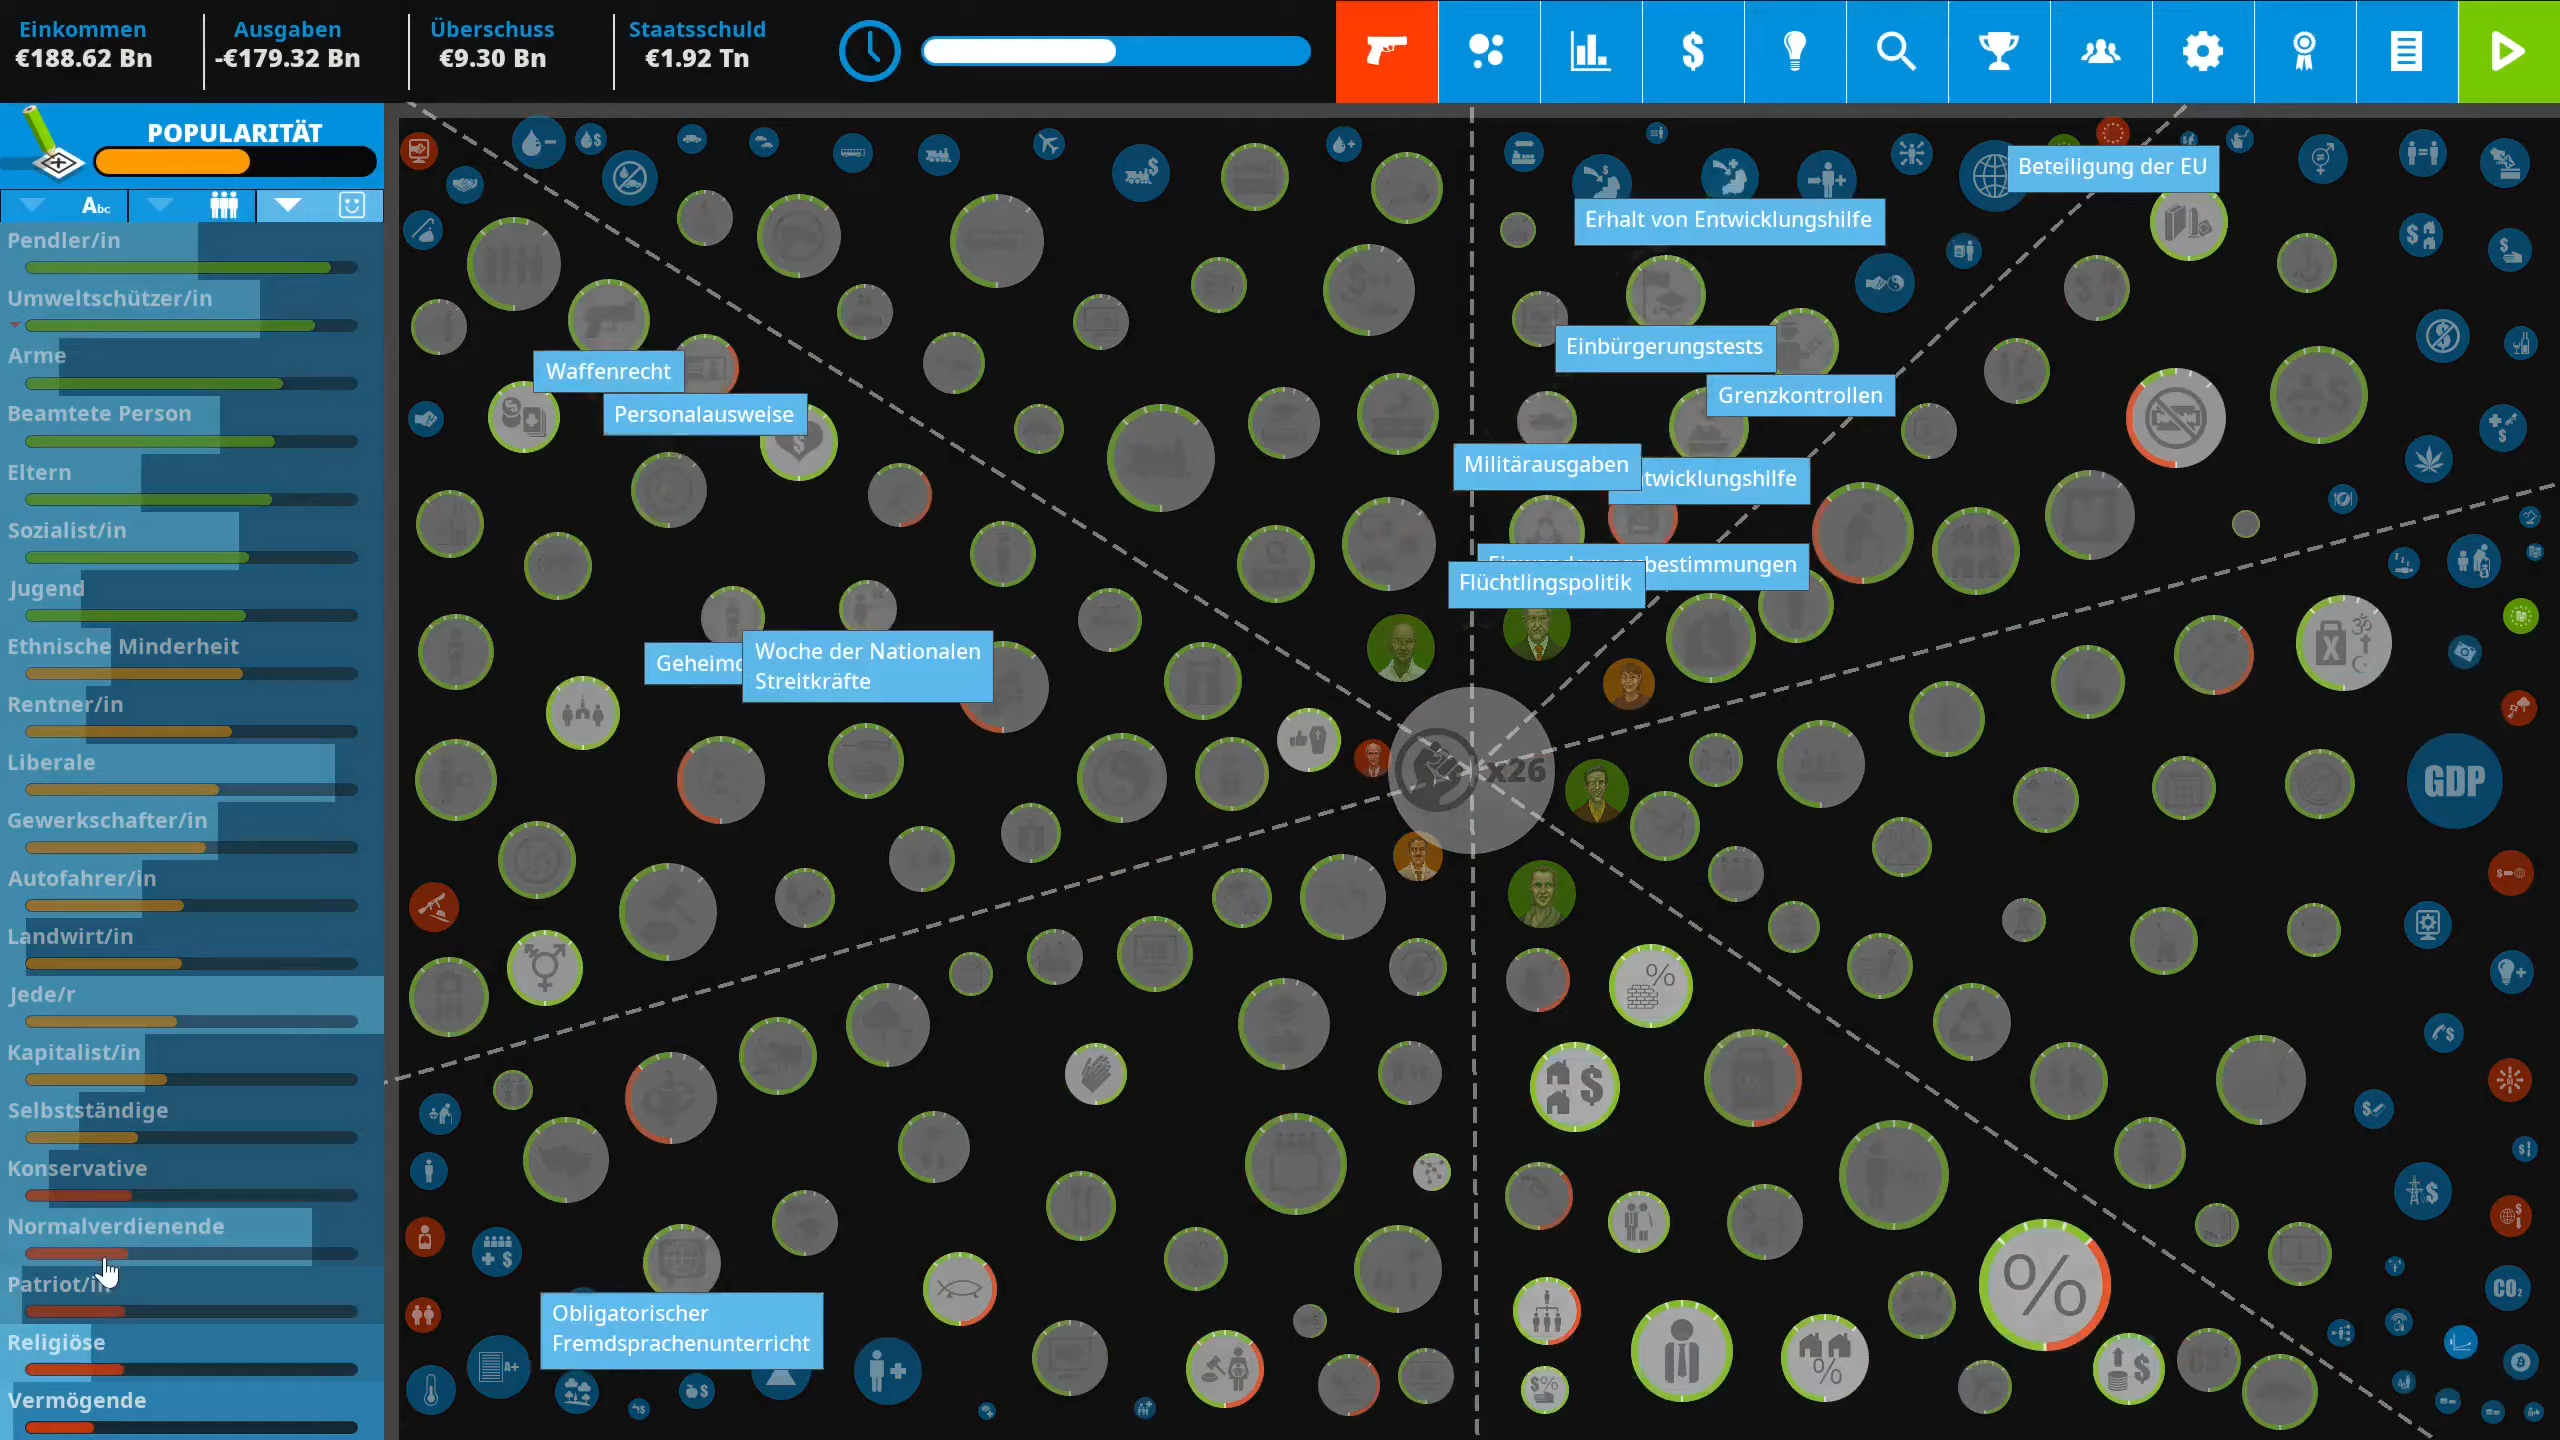 Einkommen
€188.62 Bn
Ausgaben
-€179.32 Bn
Überschuss
€9.30 Bn
Staatsschuld
€1.92 Tn
POPULARITÄT
Abc
Pendler/in
Umweltschützer/in
Arme
Beamtete Person
Eltern
Sozialist/in
Jugend
Ethnische Minderheit
Rentner/in
Liberale
Gewerkschafter/in
Autofahrer/in
Landwirt/in
Jede/r
Kapitalist/in
Selbstständige
Konservative
Normalverdienende
Patriot/in
Religiöse
Vermögende
Beteiligung der EU
Erhalt von Entwicklungshilfe
Einbürgerungstests
Waffenrecht
Grenzkontrollen
Personalausweise
Militärausgaben
twicklungshilfe
bestimmungen
Flüchtlingspolitik
Woche der Nationalen
Streitkräfte
x26
GDP
Obligatorischer
Fremdsprachenunterricht
CO₂